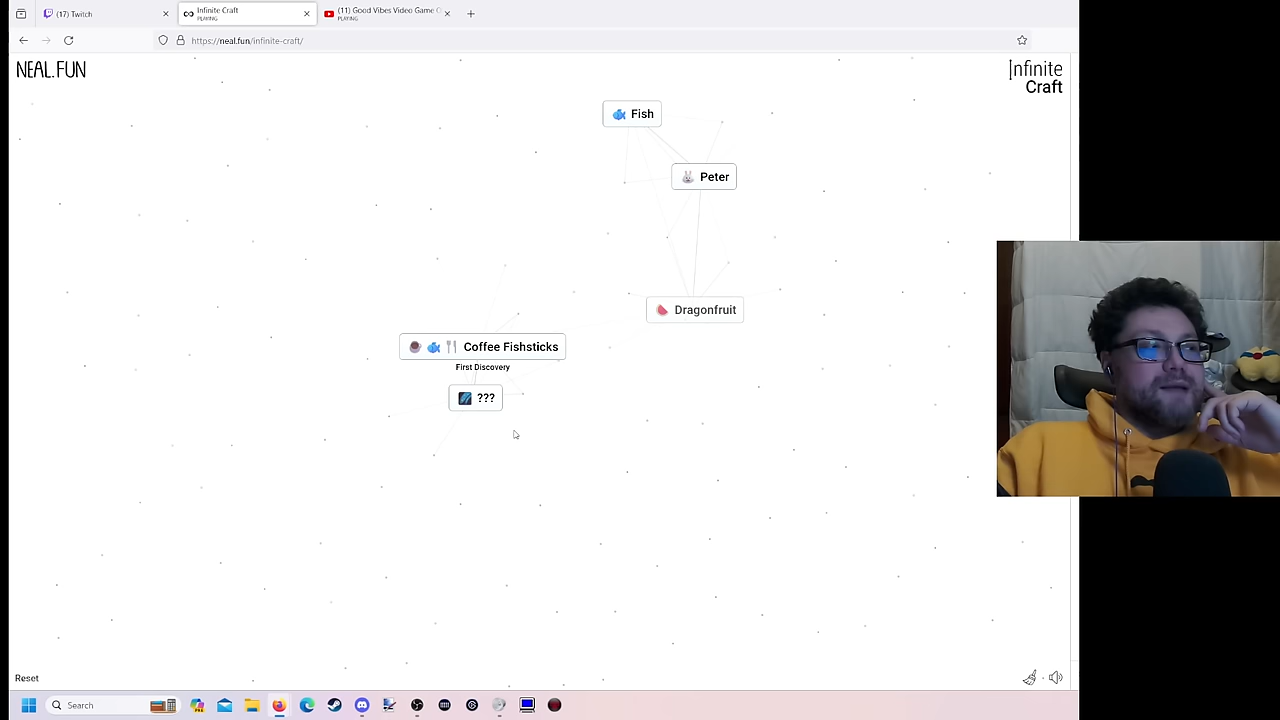 (17) Twitch
Infinite Craft
PLAYING
(11) Good Vibes Video Game
PLAYING
https://neal.fun/infinite-craft/
NEAL.FUN
Infinite
Craft
Fish
Peter
Dragonfruit
Coffee Fishsticks
First Discovery
???
Reset
Search